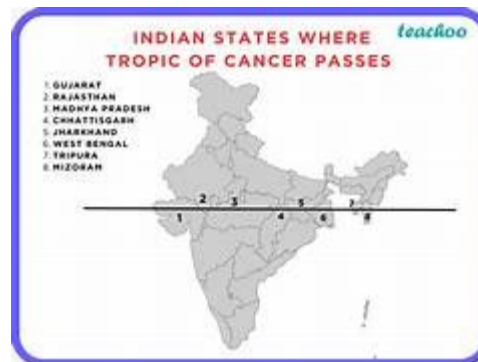 INDIAN STATES WHERE
TROPIC OF CANCER PASSES
teachoo
1. GUJARAT
2. RAJASTHAN
3. MADHYA PRADESH
4. CHHATTISGARH
5. JHARKHAND
6. WEST BENGAL
7. TRIPURA
8. MIZORAM
2
3
5
7
1
4
6
8